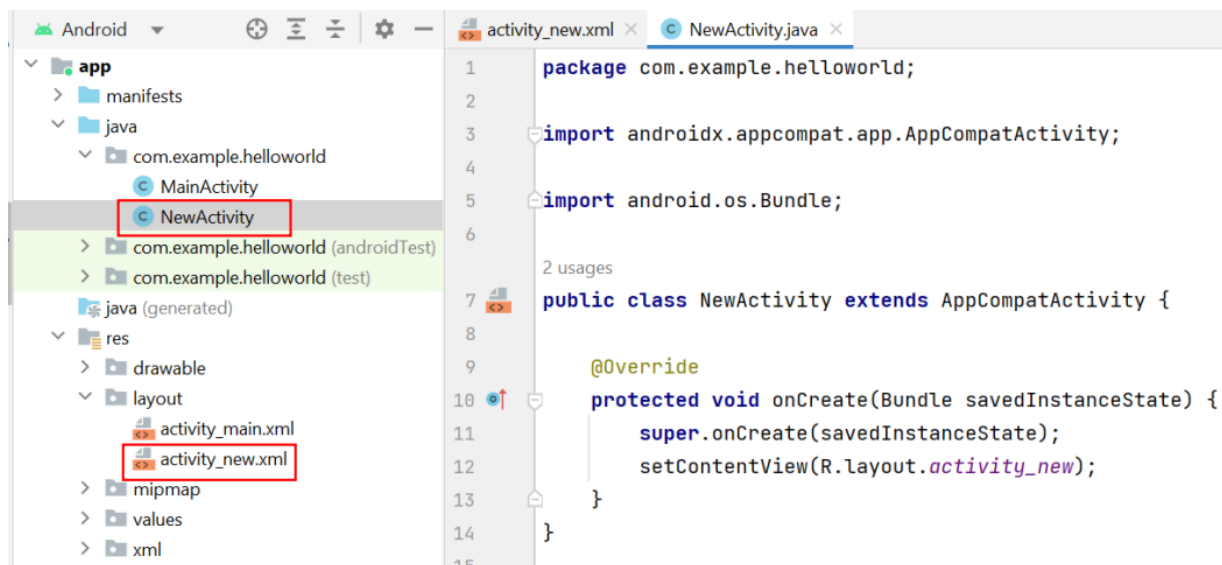 Android
app
manifests
java
com.example.helloworld
C MainActivity
C NewActivity
com.example.helloworld (androidTest)
com.example.helloworld (test)
java (generated)
res
drawable
layout
activity_main.xml
activity_new.xml
mipmap
values
xml
activity_new.xml × C NewActivity.java ×
1 package com.example.helloworld;
2
3 import androidx.appcompat.app.AppCompatActivity;
4
5 import android.os.Bundle;
6
2 usages
7 public class NewActivity extends AppCompatActivity {
8
9 @Override
10 protected void onCreate(Bundle savedInstanceState) {
11 super.onCreate(savedInstanceState);
12 setContentView(R.layout.activity_new);
13 }
14 }